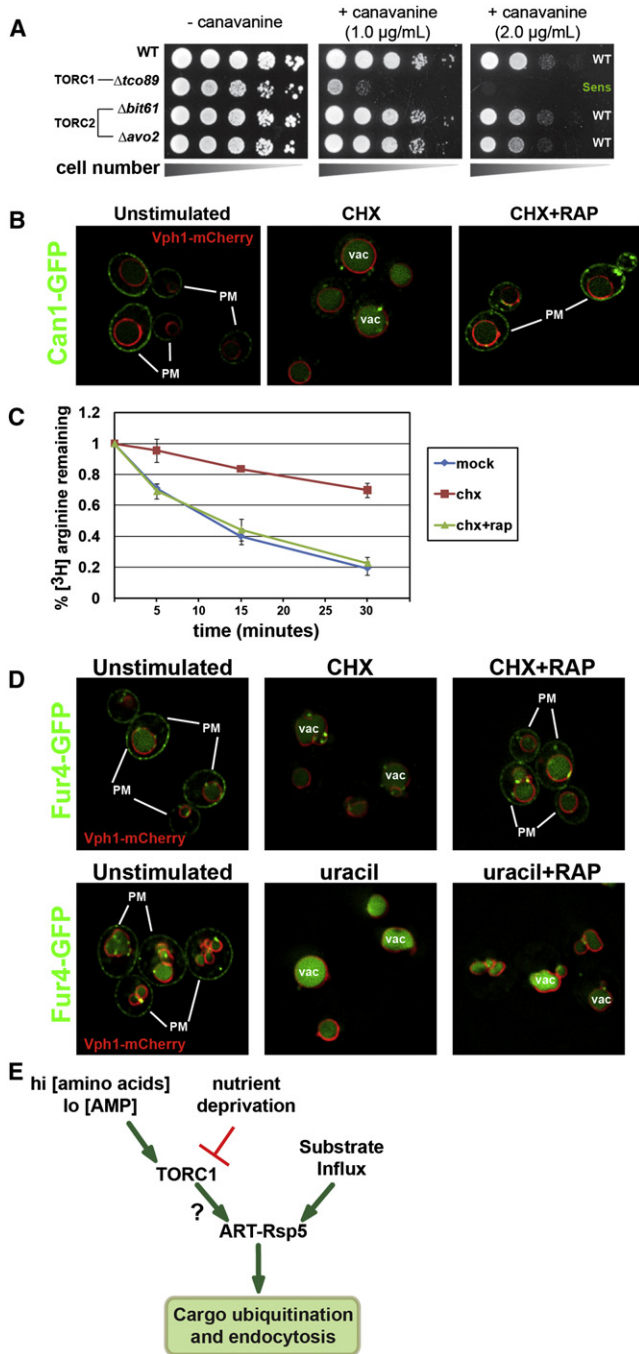 A
- canavanine
+ canavanine
(1.0 µg/mL)
+ canavanine
(2.0 µg/mL)
WT
WT
TORC1
Δtco89
Sens
TORC2
Δbit61
WT
Δavo2
WT
cell number
B
Unstimulated
CHX
CHX+RAP
Can1-GFP
Vph1-mCherry
PM
PM
vac
vac
PM
C
% [³H] arginine remaining
1.2
1
0.8
0.6
0.4
0.2
0
5
10
15
20
25
30
time (minutes)
mock
chx
chx+rap
D
Unstimulated
CHX
CHX+RAP
Fur4-GFP
PM
PM
Vph1-mCherry
vac
vac
PM
PM
Unstimulated
uracil
uracil+RAP
Fur4-GFP
PM
PM
Vph1-mCherry
vac
vac
vac
vac
E
hi [amino acids]
lo [AMP]
nutrient
deprivation
Substrate
Influx
TORC1
?
ART-Rsp5
Cargo ubiquitination
and endocytosis